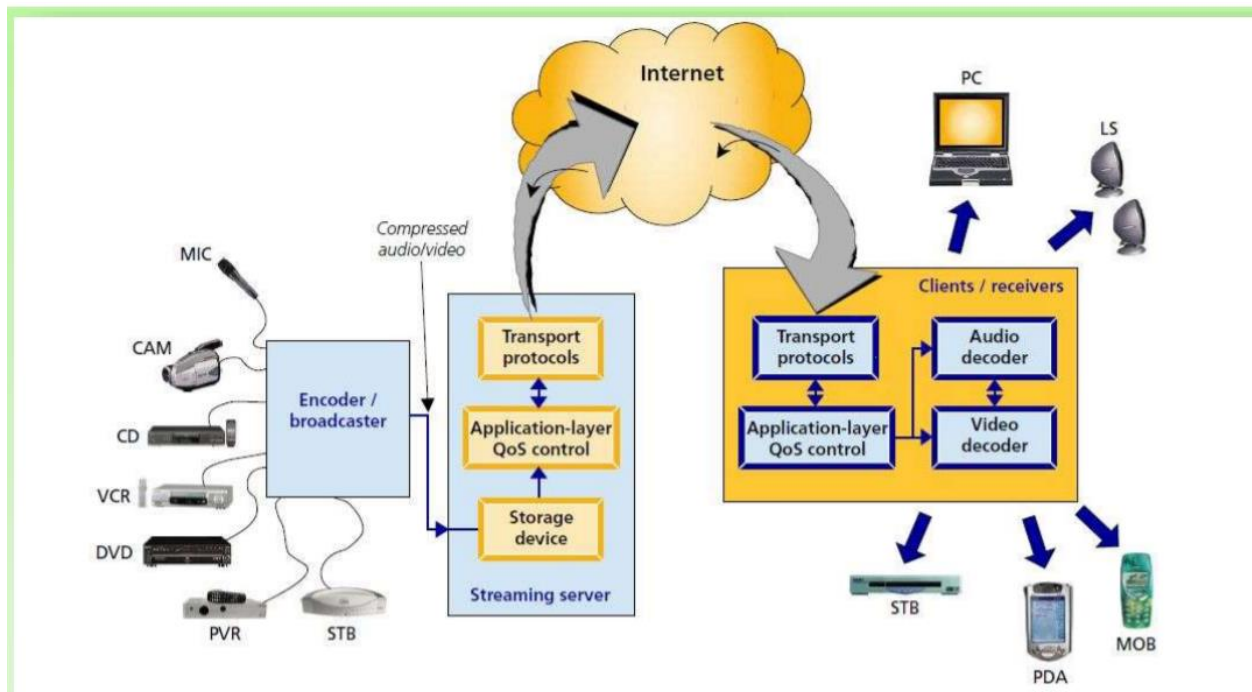 Internet
PC
LS
Compressed
audio/video
MIC
CAM
CD
VCR
DVD
PVR
STB
Encoder /
broadcaster
Transport
protocols
Application-layer
QoS control
Storage
device
Streaming server
Clients / receivers
Transport
protocols
Audio
decoder
Application-layer
QoS control
Video
decoder
STB
PDA
MOB